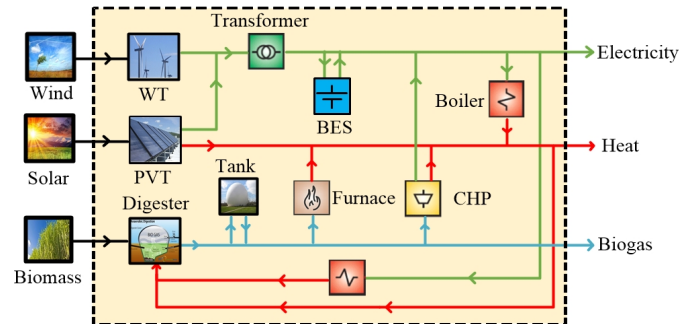 Transformer
Electricity
Wind
WT
BES
Boiler
Heat
Solar
PVT
Tank
Furnace
CHP
Digester
Biogas
Biomass